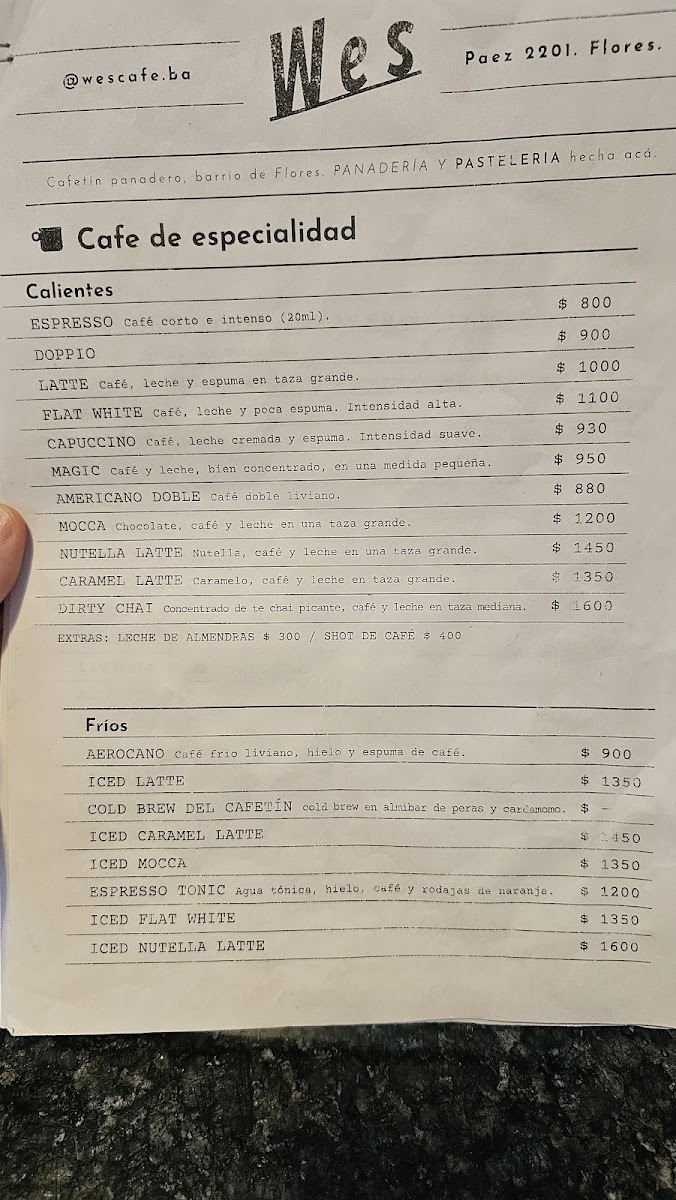 @wescafe.ba
Wes
Paez 2201. Flores.
Cafetín panadero, barrio de Flores. PANADERÍA Y PASTELERIA hecha acá.
Cafe de especialidad
Calientes
ESPRESSO Café corto e intenso (20ml). $ 800
DOPPIO $ 900
LATTE Café, leche y espuma en taza grande. $ 1000
FLAT WHITE Café, leche y poca espuma. Intensidad alta. $ 1100
CAPUCCINO Café, leche cremada y espuma. Intensidad suave. $ 930
MAGIC Café y leche, bien concentrado, en una medida pequeña. $ 950
AMERICANO DOBLE Café doble liviano. $ 880
MOCCA Chocolate, café y leche en una taza grande. $ 1200
NUTELLA LATTE Nutella, café y leche en una taza grande. $ 1450
CARAMEL LATTE Caramelo, café y leche en taza grande. $ 1350
DIRTY CHAI Concentrado de te chai picante, café y leche en taza mediana. $ 1600
EXTRAS: LECHE DE ALMENDRAS $ 300 / SHOT DE CAFÉ $ 400
Fríos
AEROCANO Café frio liviano, hielo y espuma de café. $ 900
ICED LATTE $ 1350
COLD BREW DEL CAFETÍN cold brew en almibar de peras y cardamomo. $ -
ICED CARAMEL LATTE $ 1450
ICED MOCCA $ 1350
ESPRESSO TONIC Agua tónica, hielo, café y rodajas de naranja. $ 1200
ICED FLAT WHITE $ 1350
ICED NUTELLA LATTE $ 1600